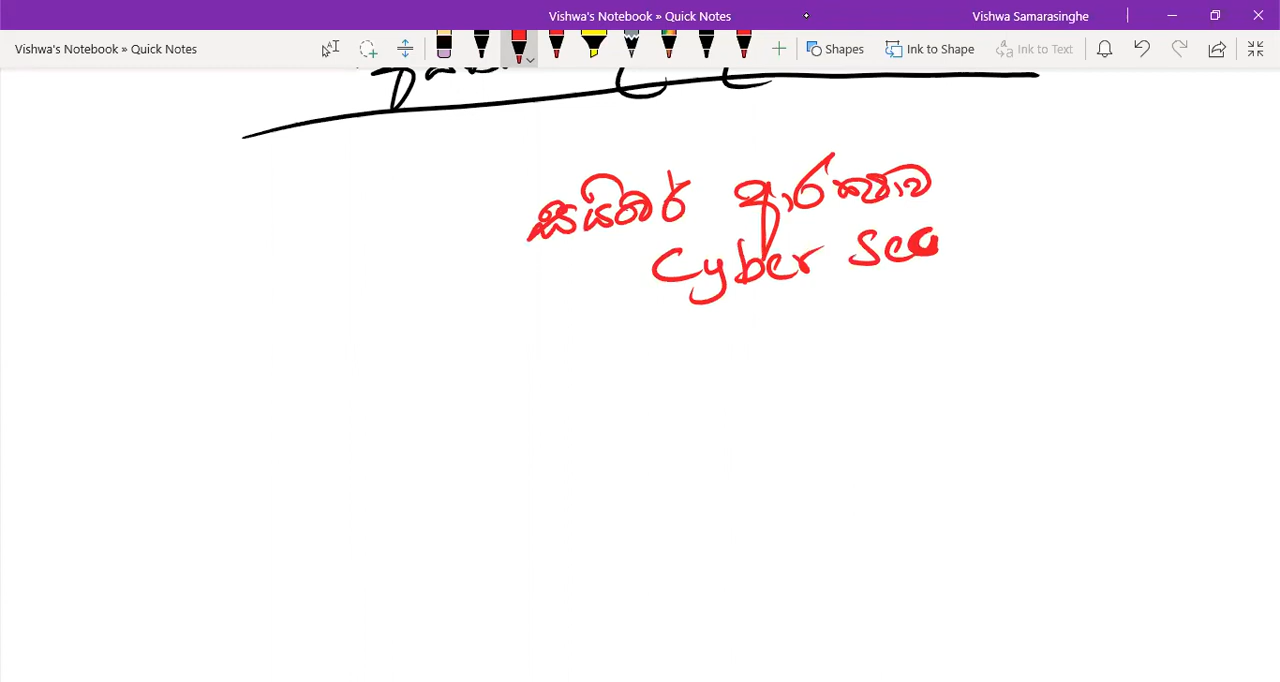 Vishwa's Notebook » Quick Notes
Vishwa Samarasinghe
Vishwa's Notebook » Quick Notes
Shapes
Ink to Shape
Ink to Text
සයිබර් ආරක්ෂාව
Cyber Sec